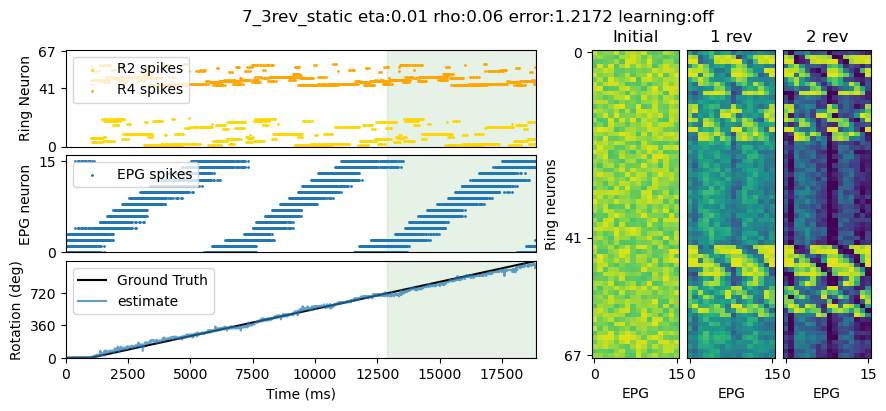 7_3rev_static eta:0.01 rho:0.06 error:1.2172 learning:off
67
41
0
Ring Neuron
R2 spikes
R4 spikes
15
0
EPG neuron
EPG spikes
720
360
0
Rotation (deg)
Ground Truth
estimate
0 2500 5000 7500 10000 12500 15000 17500
Time (ms)
Initial 1 rev 2 rev
0
41
67
Ring neurons
0 15 0 15 0 15
EPG EPG EPG